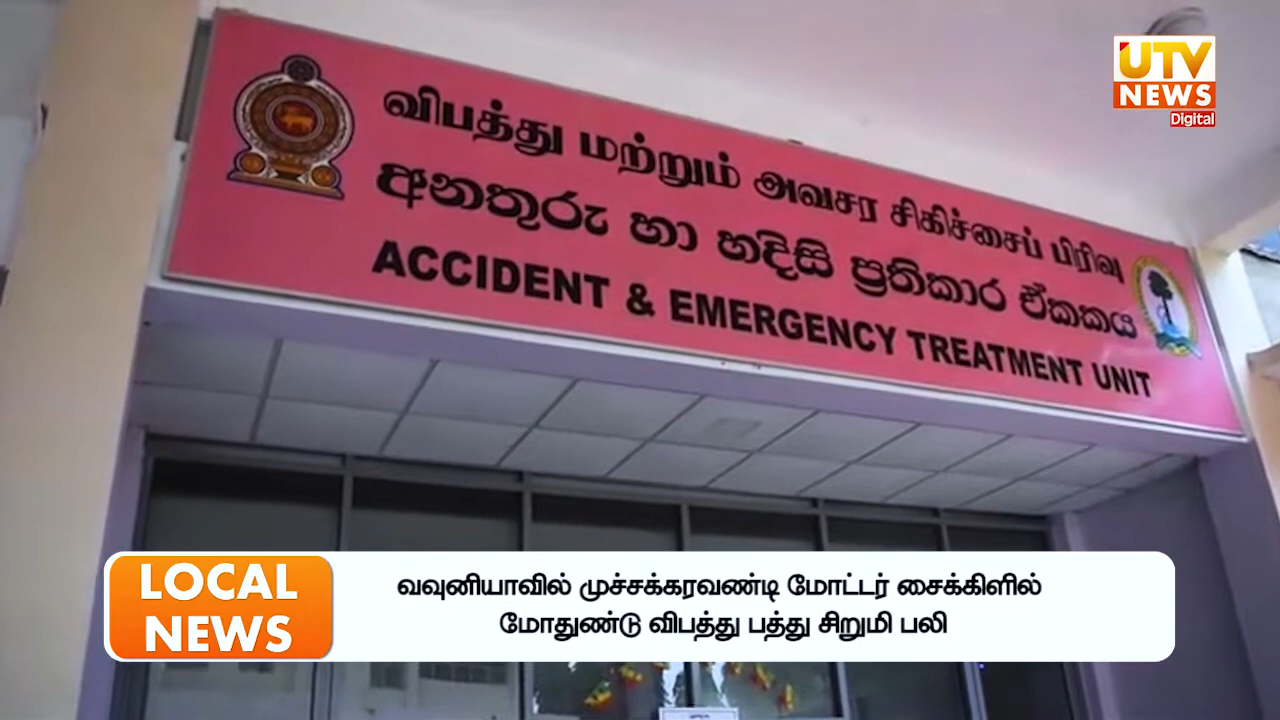 UTV
NEWS
Digital
விபத்து மற்றும் அவசர சிகிச்சைப் பிரிவு
අනතුරු හා හදිසි ප්‍රතිකාර ඒකකය
ACCIDENT & EMERGENCY TREATMENT UNIT
LOCAL
NEWS
வவுனியாவில் முச்சக்கரவண்டி மோட்டர் சைக்கிளில்
மோதுண்டு விபத்து பத்து சிறுமி பலி